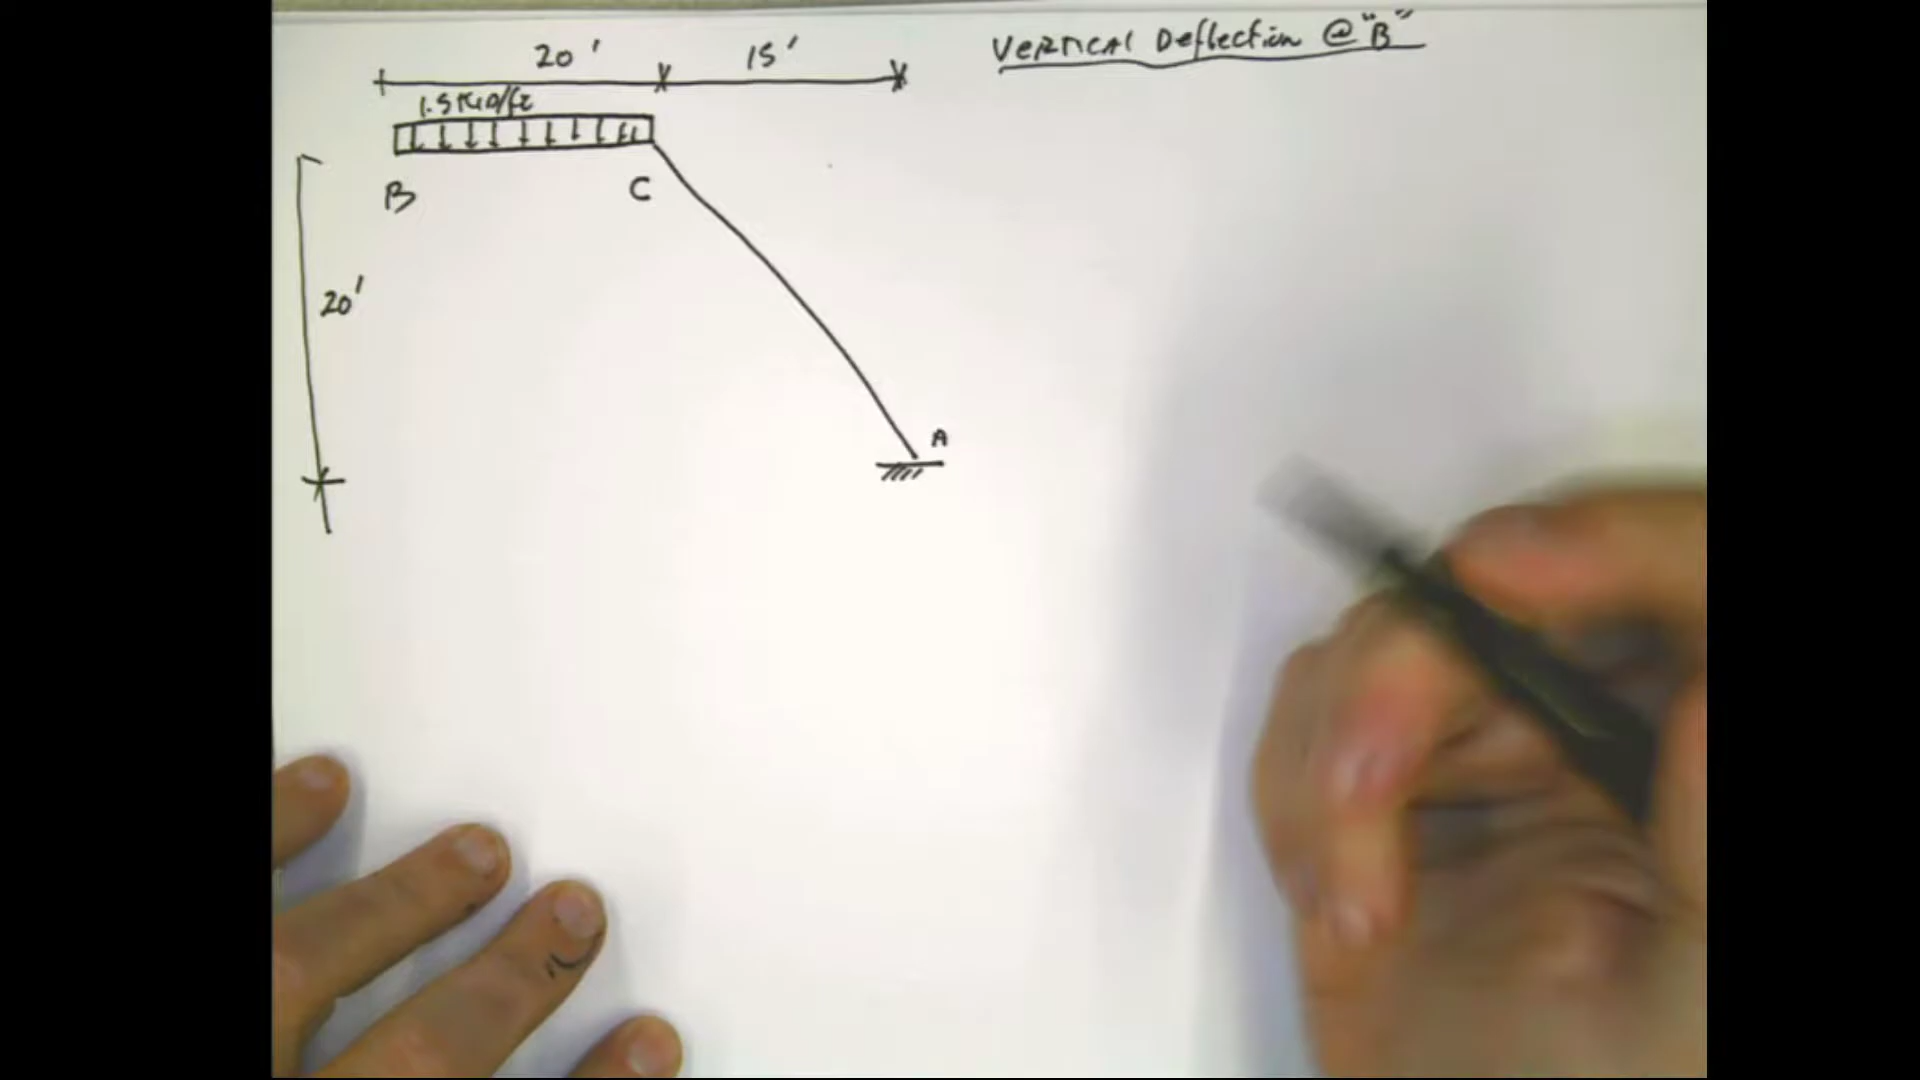 Vertical Deflection @ "B"
20' 15'
1.5 Kip/ft
B C
20'
A